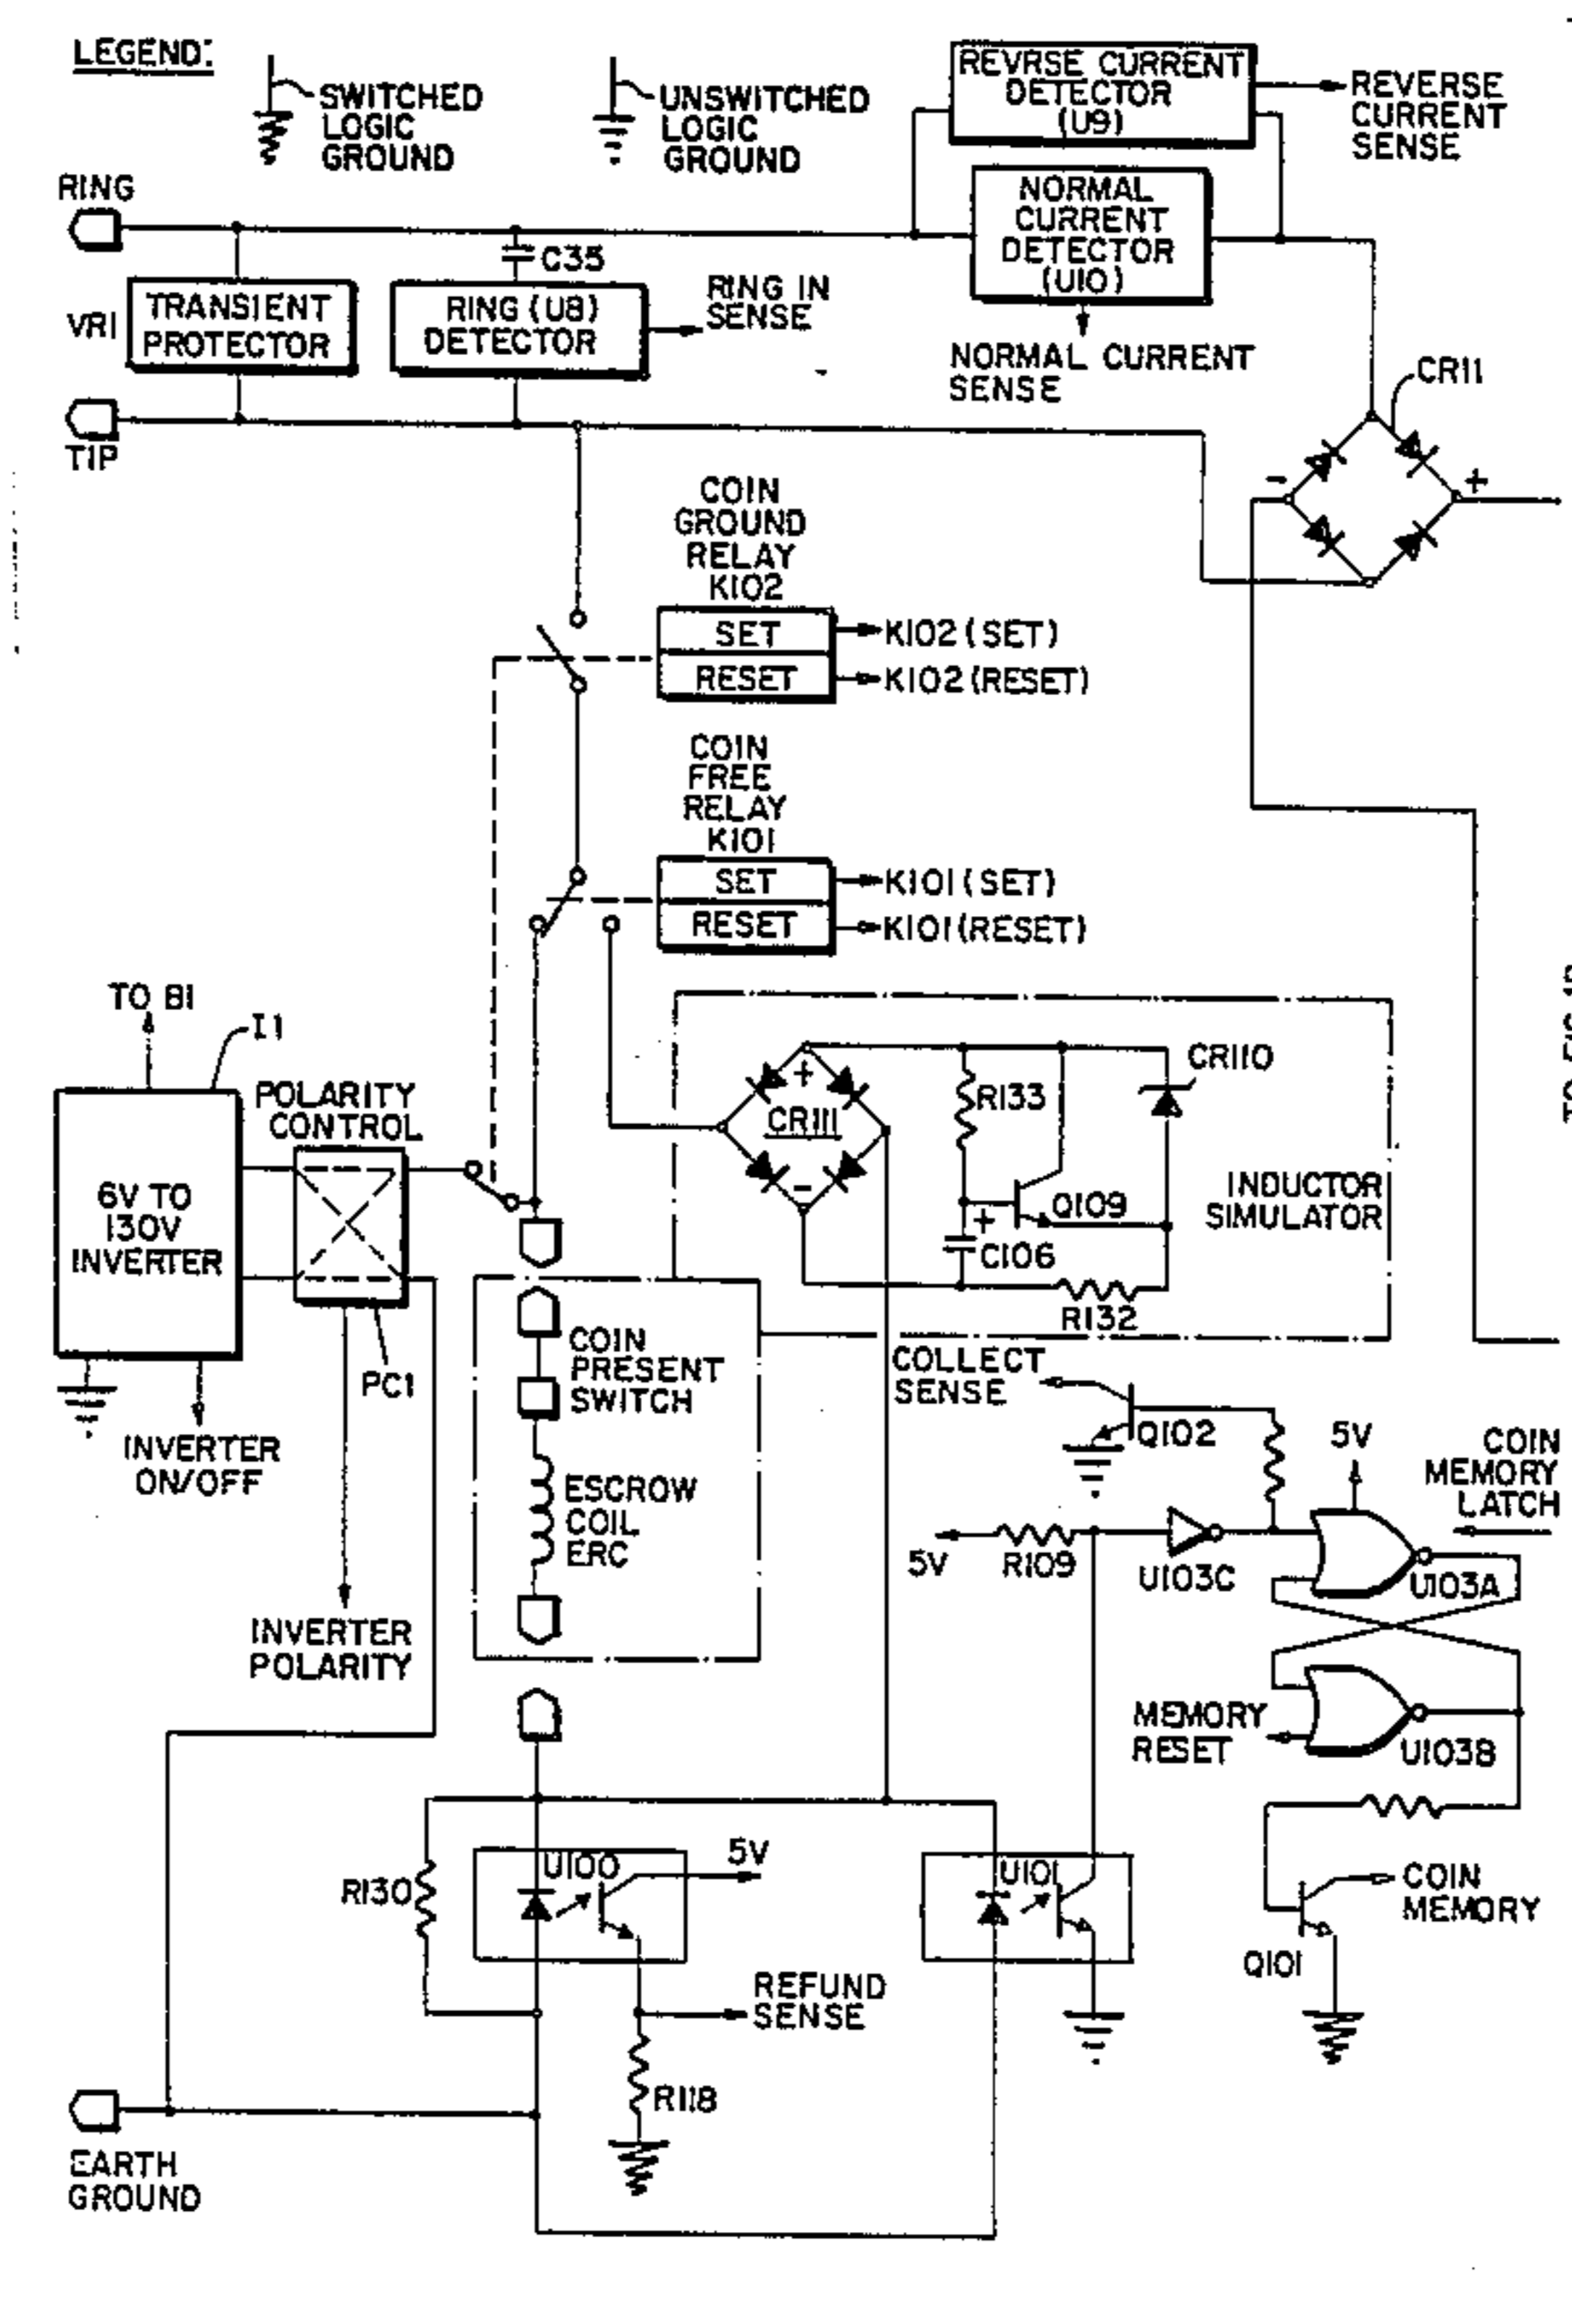 LEGEND:
SWITCHED
LOGIC
GROUND
UNSWITCHED
LOGIC
GROUND
REVRSE CURRENT
DETECTOR
(U9)
REVERSE
CURRENT
SENSE
RING
NORMAL
CURRENT
DETECTOR
(U10)
C35
VR1
TRANSIENT
PROTECTOR
RING (U8)
DETECTOR
RING IN
SENSE
NORMAL CURRENT
SENSE
CR11
TIP
-
+
COIN
GROUND
RELAY
K102
SET
K102 (SET)
RESET
K102 (RESET)
COIN
FREE
RELAY
K101
SET
K101 (SET)
RESET
K101 (RESET)
TO B1
I1
POLARITY
CONTROL
6V TO
130V
INVERTER
PC1
INVERTER
ON/OFF
INVERTER
POLARITY
+
CR111
-
R133
CR110
Q109
+
C106
R132
INDUCTOR
SIMULATOR
COIN
PRESENT
SWITCH
ESCROW
COIL
ERC
COLLECT
SENSE
Q102
5V
COIN
MEMORY
LATCH
5V
R109
U103C
U103A
MEMORY
RESET
U103B
R130
U100
5V
U101
COIN
MEMORY
Q101
REFUND
SENSE
R118
EARTH
GROUND